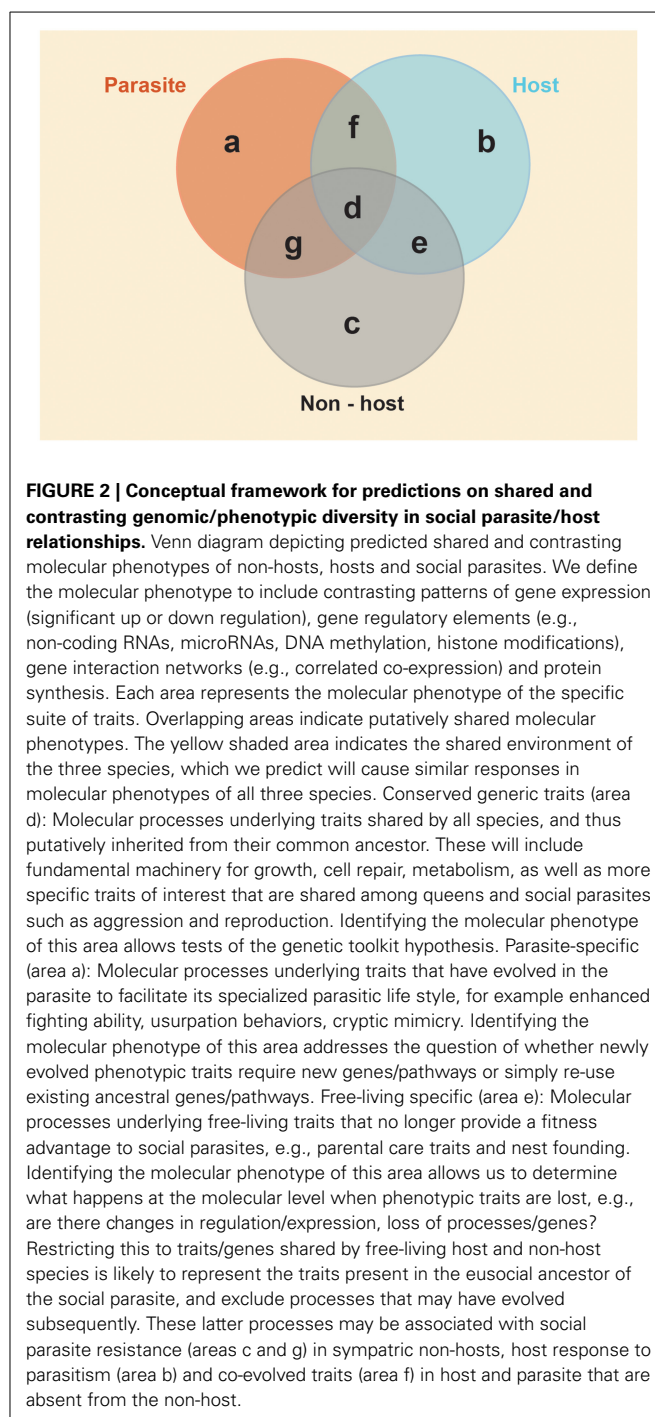 Parasite
Host
a
f
b
d
g
e
c
Non - host
FIGURE 2 | Conceptual framework for predictions on shared and
contrasting genomic/phenotypic diversity in social parasite/host
relationships. Venn diagram depicting predicted shared and contrasting
molecular phenotypes of non-hosts, hosts and social parasites. We define
the molecular phenotype to include contrasting patterns of gene expression
(significant up or down regulation), gene regulatory elements (e.g.,
non-coding RNAs, microRNAs, DNA methylation, histone modifications),
gene interaction networks (e.g., correlated co-expression) and protein
synthesis. Each area represents the molecular phenotype of the specific
suite of traits. Overlapping areas indicate putatively shared molecular
phenotypes. The yellow shaded area indicates the shared environment of
the three species, which we predict will cause similar responses in
molecular phenotypes of all three species. Conserved generic traits (area
d): Molecular processes underlying traits shared by all species, and thus
putatively inherited from their common ancestor. These will include
fundamental machinery for growth, cell repair, metabolism, as well as more
specific traits of interest that are shared among queens and social parasites
such as aggression and reproduction. Identifying the molecular phenotype
of this area allows tests of the genetic toolkit hypothesis. Parasite-specific
(area a): Molecular processes underlying traits that have evolved in the
parasite to facilitate its specialized parasitic life style, for example enhanced
fighting ability, usurpation behaviors, cryptic mimicry. Identifying the
molecular phenotype of this area addresses the question of whether newly
evolved phenotypic traits require new genes/pathways or simply re-use
existing ancestral genes/pathways. Free-living specific (area e): Molecular
processes underlying free-living traits that no longer provide a fitness
advantage to social parasites, e.g., parental care traits and nest founding.
Identifying the molecular phenotype of this area allows us to determine
what happens at the molecular level when phenotypic traits are lost, e.g.,
are there changes in regulation/expression, loss of processes/genes?
Restricting this to traits/genes shared by free-living host and non-host
species is likely to represent the traits present in the eusocial ancestor of
the social parasite, and exclude processes that may have evolved
subsequently. These latter processes may be associated with social
parasite resistance (areas c and g) in sympatric non-hosts, host response to
parasitism (area b) and co-evolved traits (area f) in host and parasite that are
absent from the non-host.